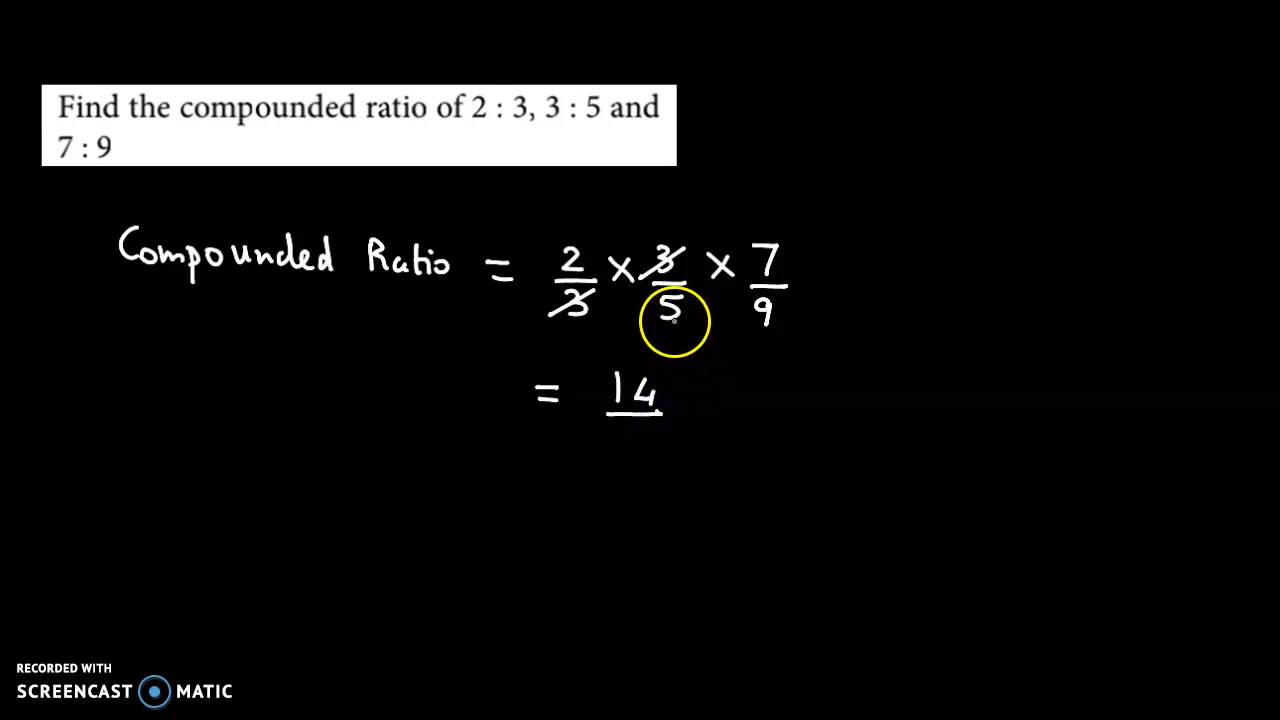 Find the compounded ratio of 2 : 3, 3 : 5 and
7 : 9
Compounded Ratio = 2/3 × 3/5 × 7/9
= 14
RECORDED WITH
SCREENCAST MATIC